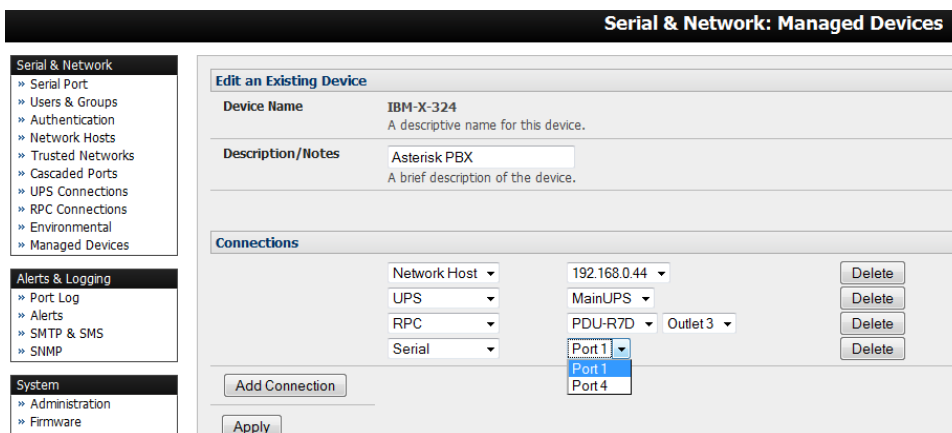 Serial & Network: Managed Devices
Serial & Network
» Serial Port
» Users & Groups
» Authentication
» Network Hosts
» Trusted Networks
» Cascaded Ports
» UPS Connections
» RPC Connections
» Environmental
» Managed Devices
Alerts & Logging
» Port Log
» Alerts
» SMTP & SMS
» SNMP
System
» Administration
» Firmware
Edit an Existing Device
Device Name IBM-X-324
A descriptive name for this device.
Description/Notes Asterisk PBX
A brief description of the device.
Connections
Network Host 192.168.0.44 Delete
UPS MainUPS Delete
RPC PDU-R7D Outlet 3 Delete
Serial Port 1 Delete
Port 1
Port 4
Add Connection
Apply